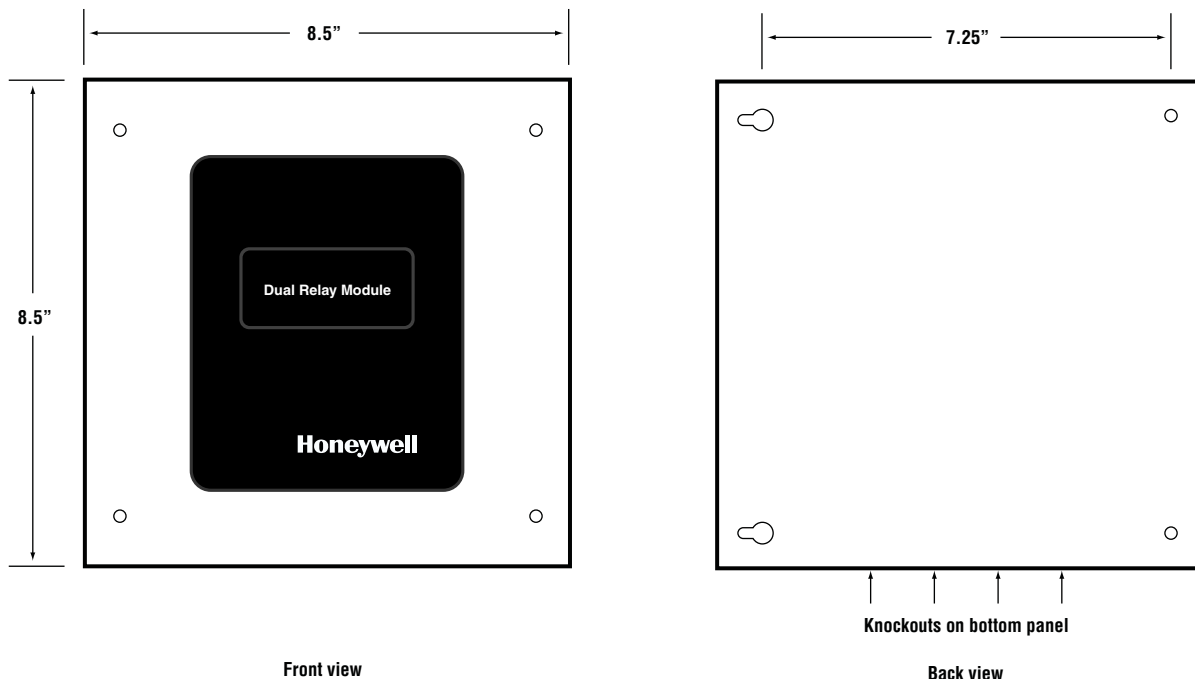 8.5”
7.25”
8.5”
Dual Relay Module
Honeywell
Knockouts on bottom panel
Front view
Back view